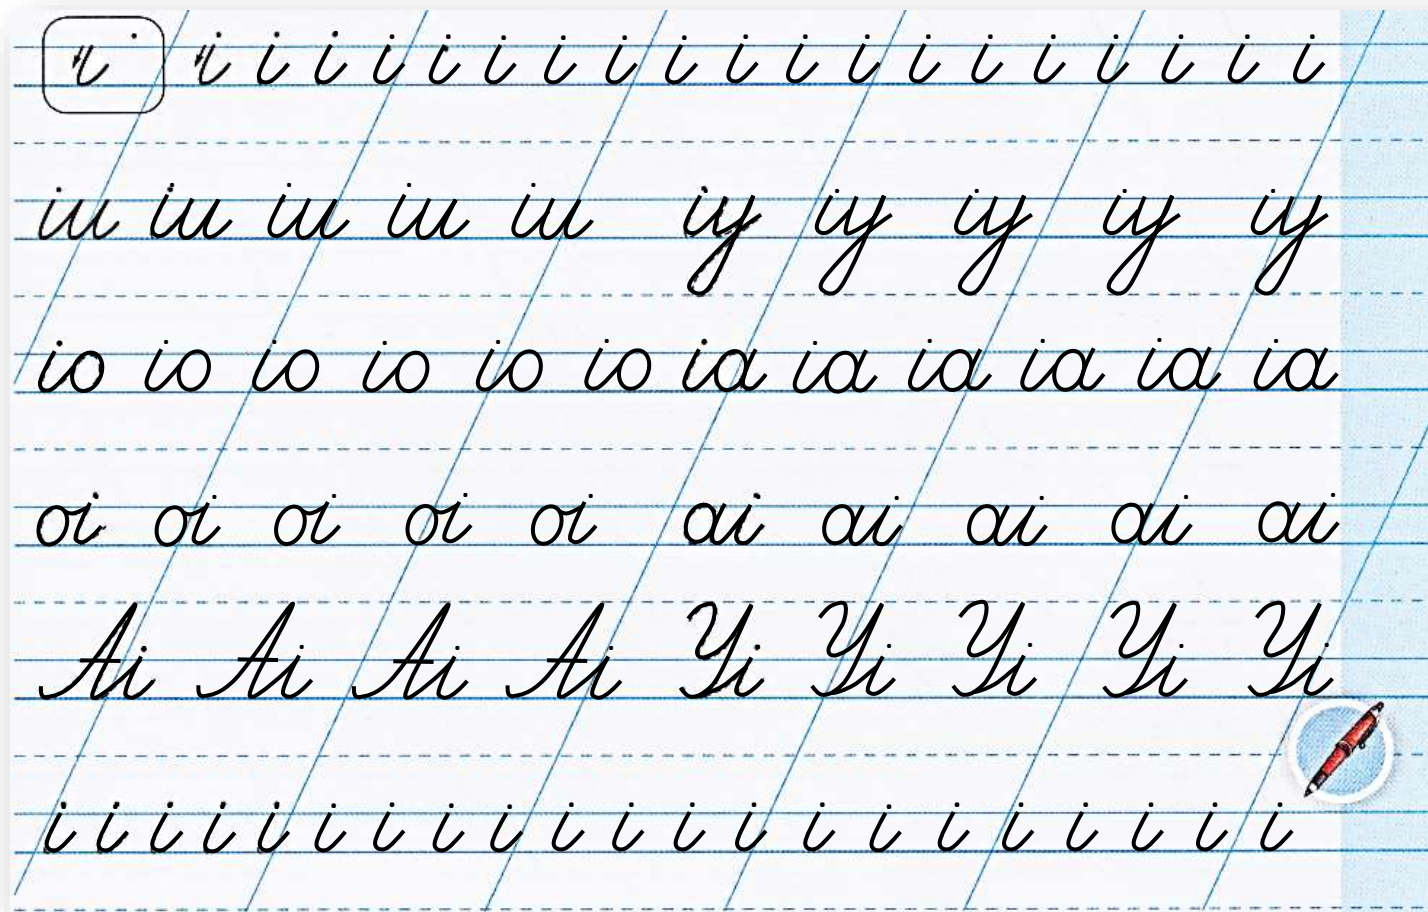 і і і і і і і і і і і і і і і і і і і і
іи іи іи іи іи іу іу іу іу іу
іо іо іо іо іо іо іа іа іа іа іа іа
оі оі оі оі оі аі аі аі аі аі
Аі Аі Аі Аі Уі Уі Уі Уі Уі
і і і і і і і і і і і і і і і і і і і і і